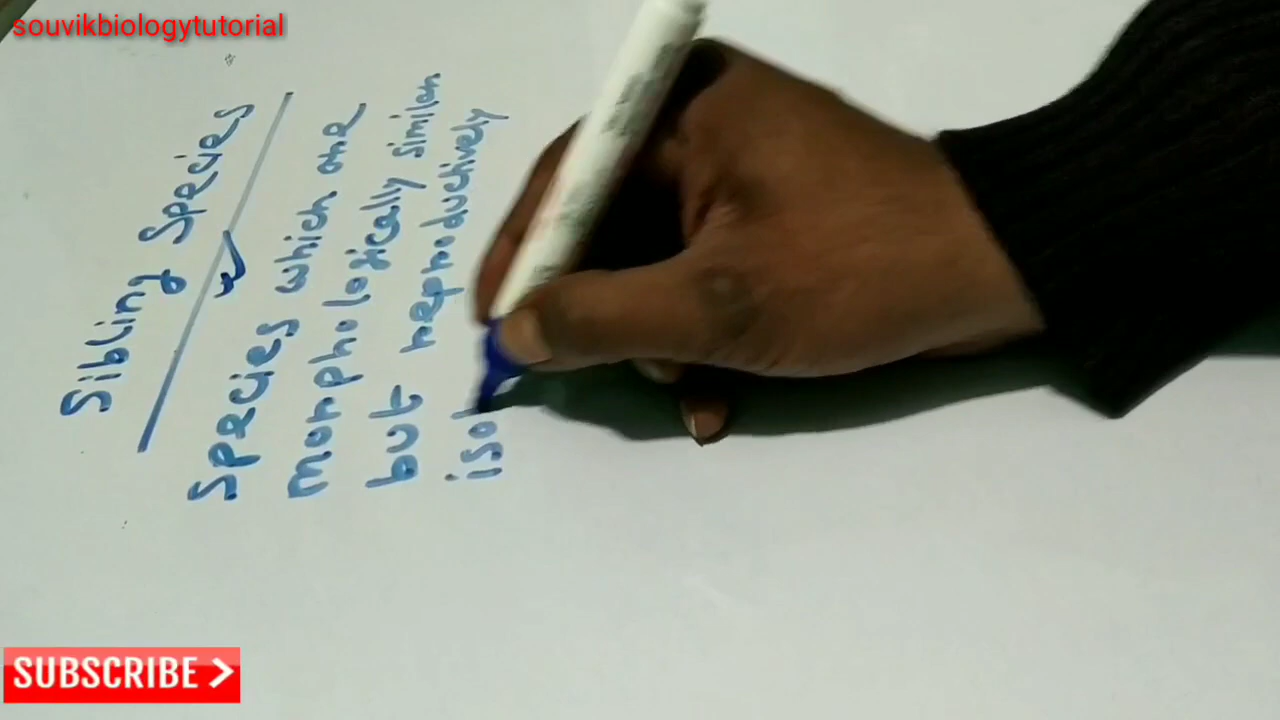 souvikbiologytutorial
Sibling Species
Species which are
morphologically similar
but reproductively
isol
SUBSCRIBE >